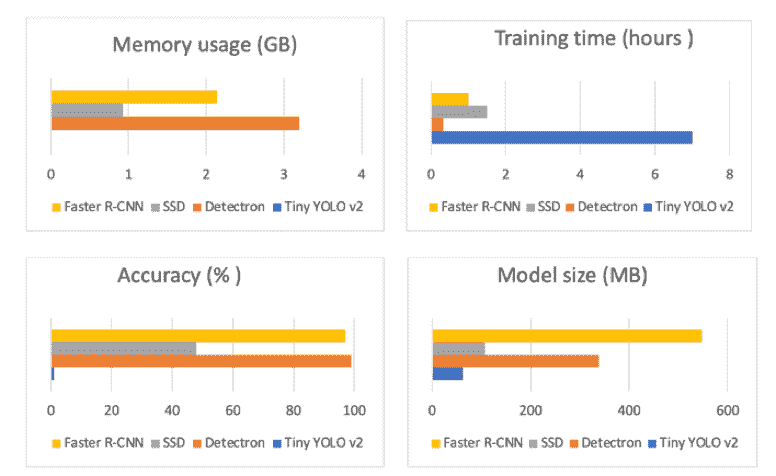 Memory usage (GB)
0 1 2 3 4
Faster R-CNN SSD Detectron Tiny YOLO v2
Training time (hours )
0 2 4 6 8
Faster R-CNN SSD Detectron Tiny YOLO v2
Accuracy (% )
0 20 40 60 80 100
Faster R-CNN SSD Detectron Tiny YOLO v2
Model size (MB)
0 200 400 600
Faster R-CNN SSD Detectron Tiny YOLO v2